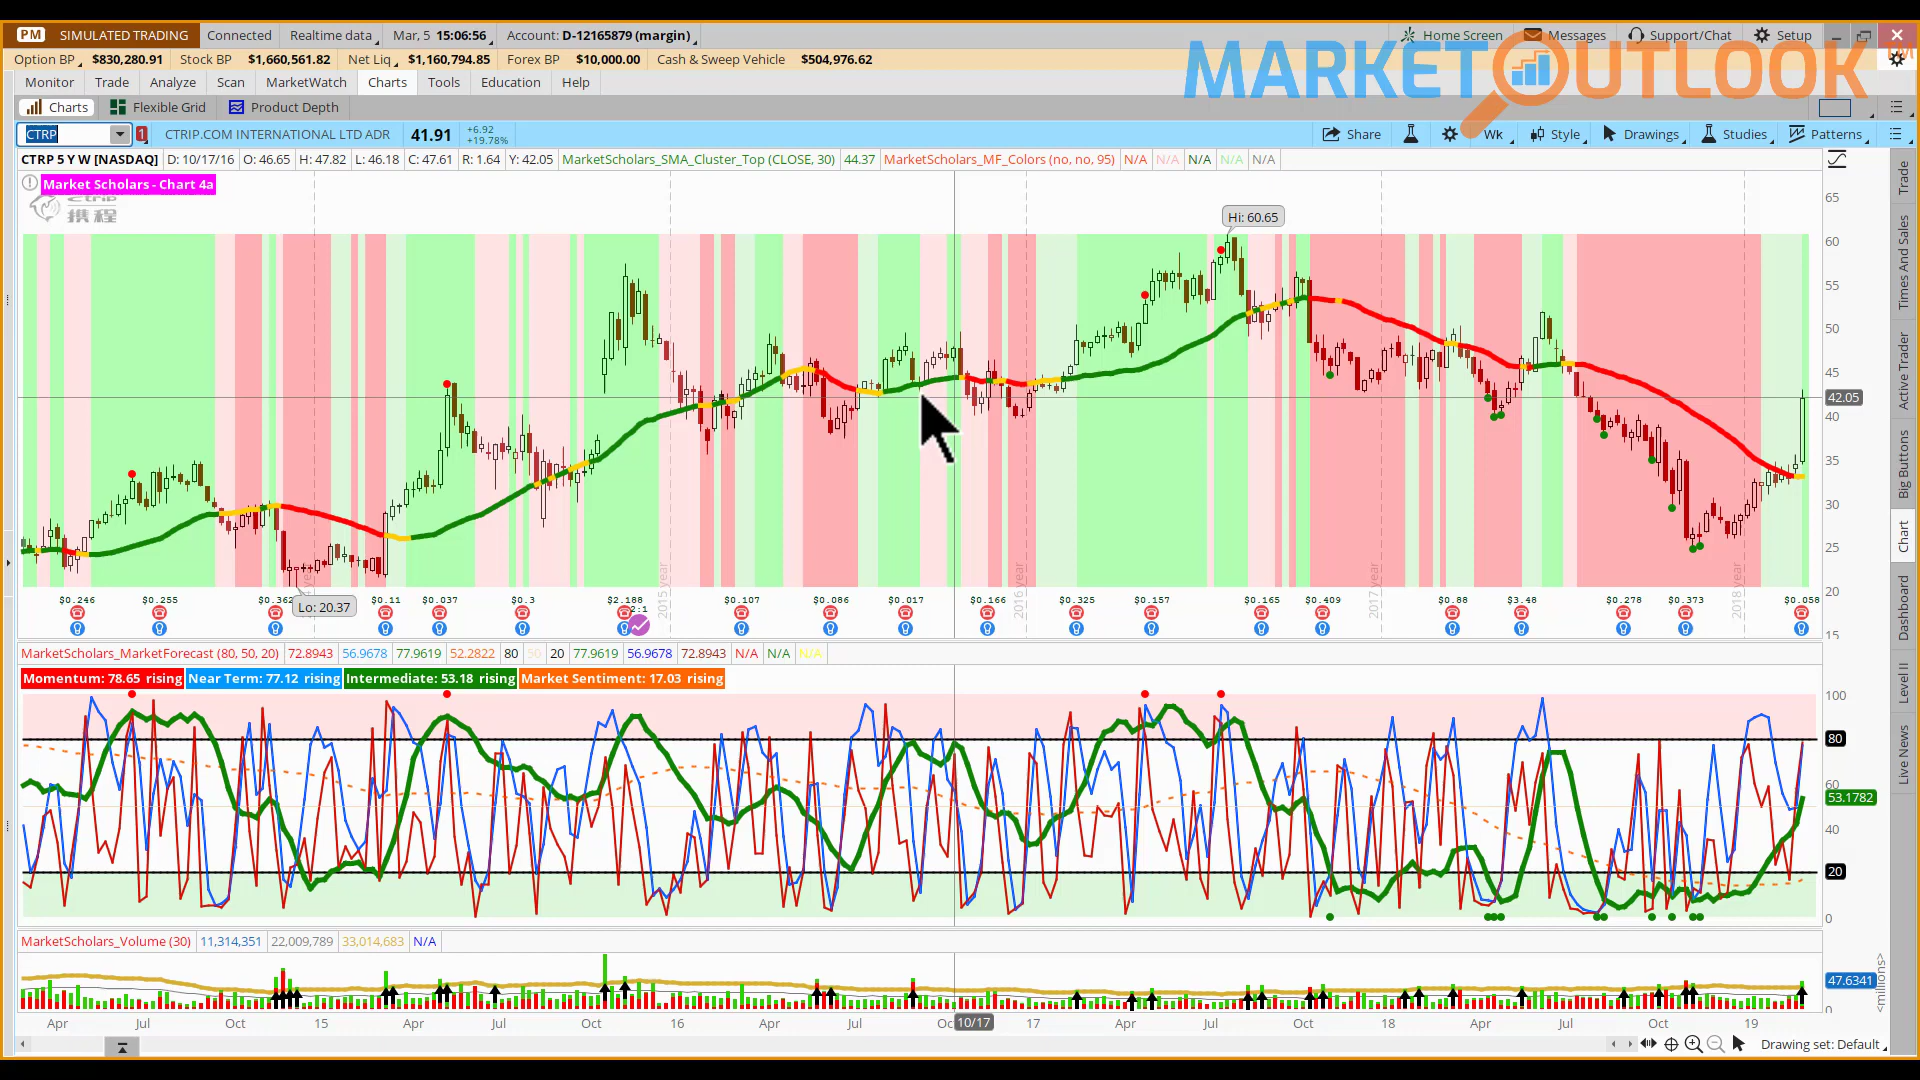 PM SIMULATED TRADING Connected Realtime data Mar, 5 15:06:56 Account: D-12165879 (margin) Home Screen Messages Support/Chat Setup
Option BP $830,280.91 Stock BP $1,660,561.82 Net Liq $1,160,794.85 Forex BP $10,000.00 Cash & Sweep Vehicle $504,976.62
MARKET OUTLOOK
Monitor Trade Analyze Scan MarketWatch Charts Tools Education Help
Charts Flexible Grid Product Depth
CTRP 1 CTRIP.COM INTERNATIONAL LTD ADR 41.91 +6.92 +19.78% Share Wk Style Drawings Studies Patterns
CTRP 5 Y W [NASDAQ] D: 10/17/16 O: 46.65 H: 47.82 L: 46.18 C: 47.61 R: 1.64 Y: 42.05 MarketScholars_SMA_Cluster_Top (CLOSE, 30) 44.37 MarketScholars_MF_Colors (no, no, 95) N/A N/A N/A N/A N/A
Market Scholars - Chart 4a
携程
Hi: 60.65
Lo: 20.37
65
60
55
50
45
42.05
40
35
30
25
20
15
2015 year 2016 year 2017 year 2018 year
$0.246 $0.255 $0.362 $0.11 $0.037 $0.3 $2.188 $0.107 $0.086 $0.017 $0.166 $0.325 $0.157 $0.165 $0.409 $0.88 $3.48 $0.278 $0.373 $0.058
2:1
MarketScholars_MarketForecast (80, 50, 20) 72.8943 56.9678 77.9619 52.2822 80 50 20 77.9619 56.9678 72.8943 N/A N/A N/A
Momentum: 78.65 rising Near Term: 77.12 rising Intermediate: 53.18 rising Market Sentiment: 17.03 rising
100
80
60
53.1782
40
20
0
MarketScholars_Volume (30) 11,314,351 22,009,789 33,014,683 N/A
47.6341
0
<millions>
Apr Jul Oct 15 Apr Jul Oct 16 Apr Jul Oc 10/17 17 Apr Jul Oct 18 Apr Jul Oct 19
Drawing set: Default
Trade
Times And Sales
Active Trader
Big Buttons
Chart
Dashboard
Level II
Live News